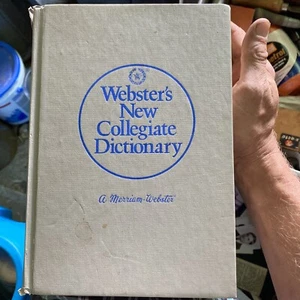 Webster's
New
Collegiate
Dictionary
a Merriam-Webster